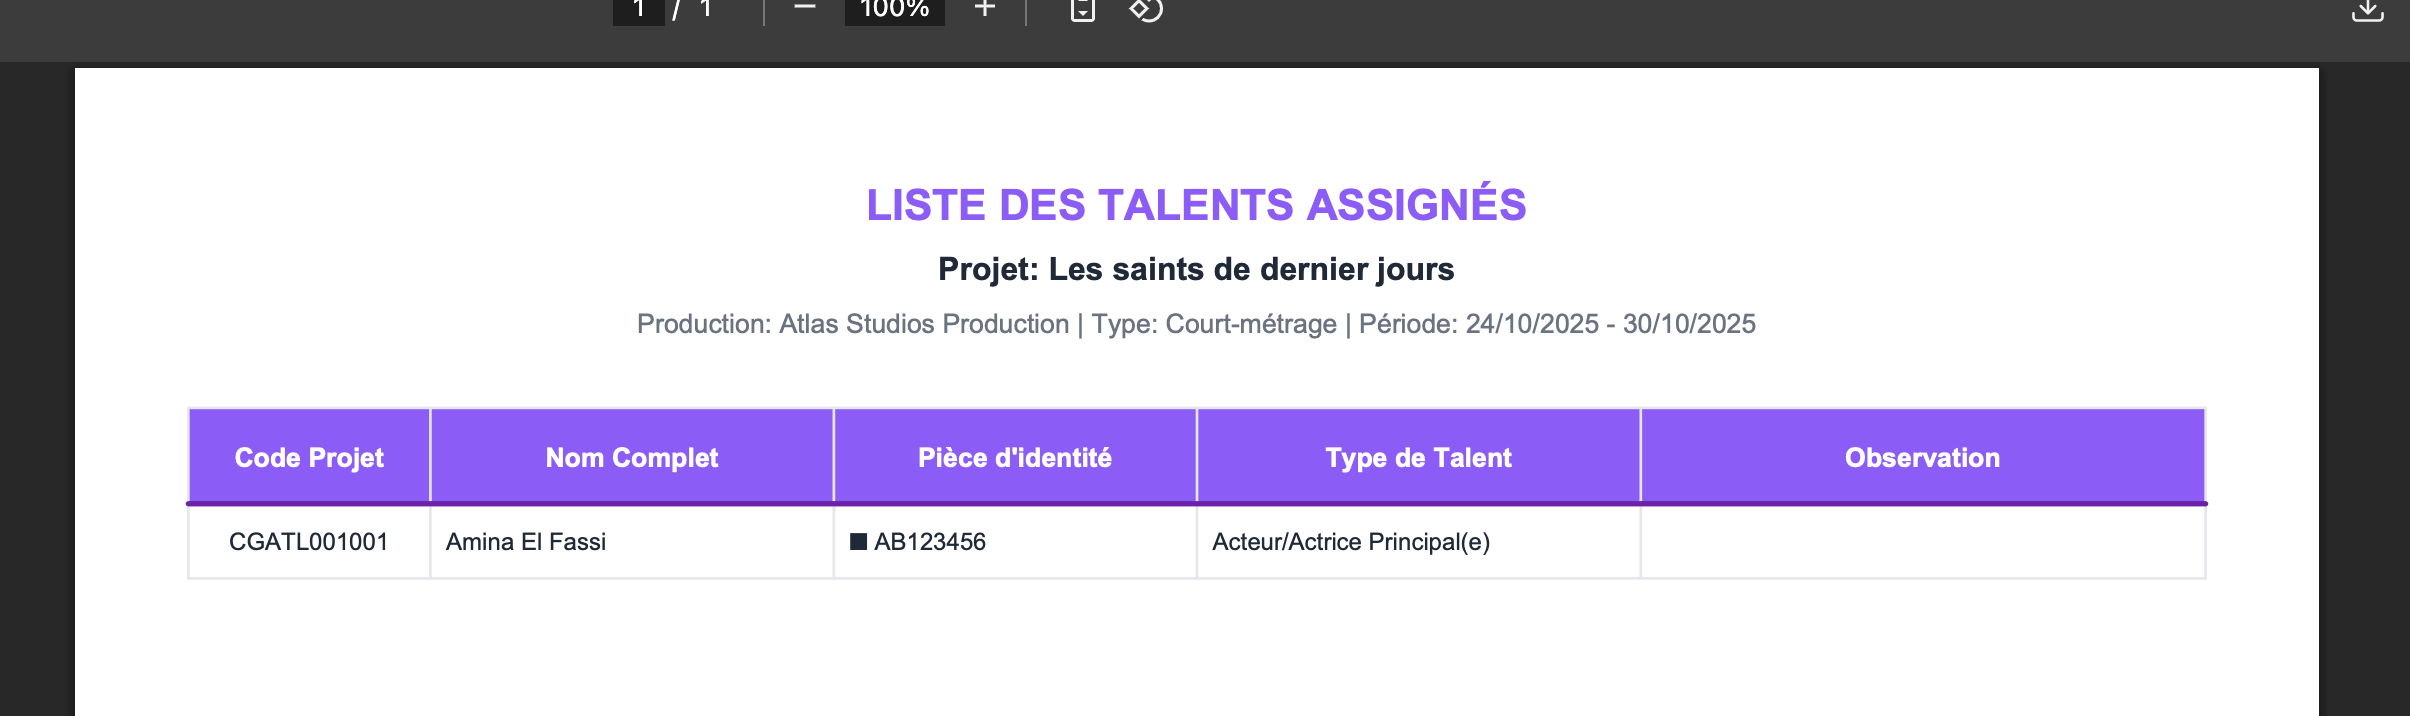 1 / 1 100%
LISTE DES TALENTS ASSIGNÉS
Projet: Les saints de dernier jours
Production: Atlas Studios Production | Type: Court-métrage | Période: 24/10/2025 - 30/10/2025
Code Projet Nom Complet Pièce d'identité Type de Talent Observation
CGATL001001 Amina El Fassi ■ AB123456 Acteur/Actrice Principal(e)